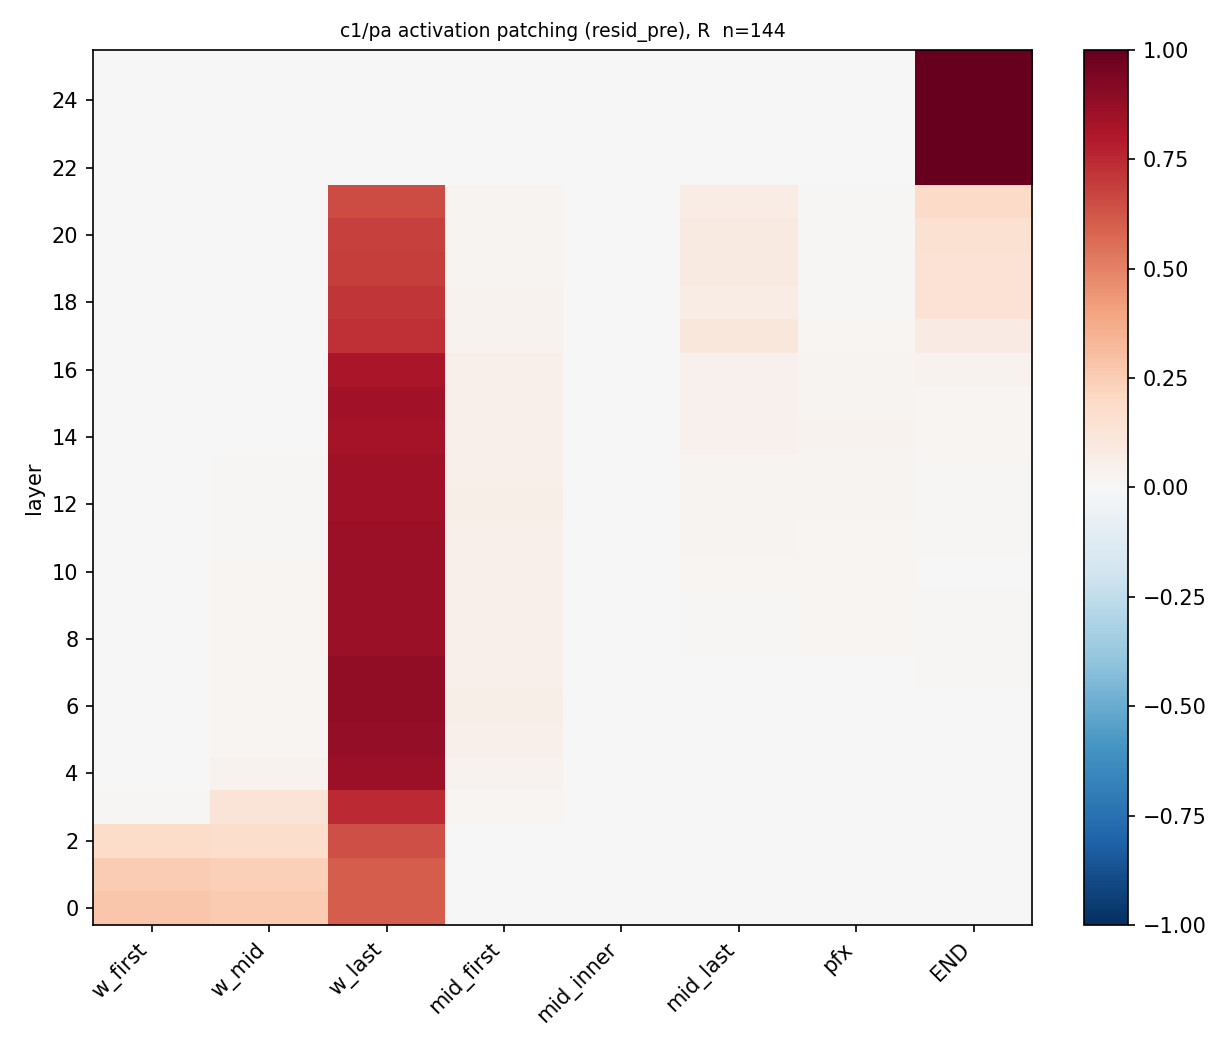 c1/pa activation patching (resid_pre), R  n=144
layer
24
22
20
18
16
14
12
10
8
6
4
2
0
w_first
w_mid
w_last
mid_first
mid_inner
mid_last
pfx
END
1.00
0.75
0.50
0.25
0.00
−0.25
−0.50
−0.75
−1.00